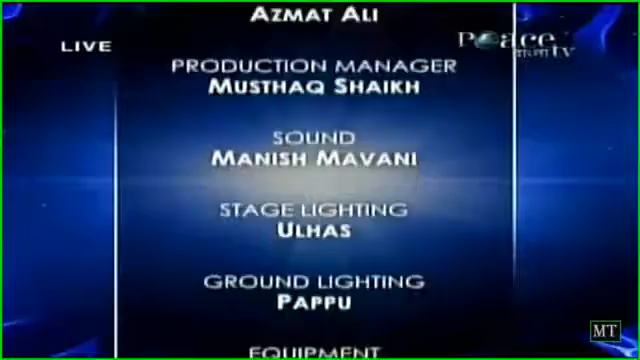 AZMAT ALI
LIVE
Peace
বাংলা tv
PRODUCTION MANAGER
MUSTHAQ SHAIKH
SOUND
MANISH MAVANI
STAGE LIGHTING
ULHAS
GROUND LIGHTING
PAPPU
MT
EQUIPMENT